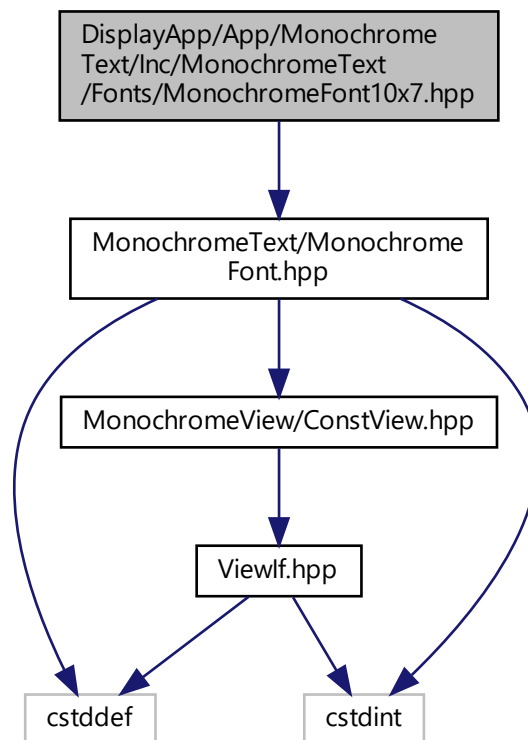 DisplayApp/App/Monochrome
Text/Inc/MonochromeText
/Fonts/MonochromeFont10x7.hpp
MonochromeText/Monochrome
Font.hpp
MonochromeView/ConstView.hpp
ViewIf.hpp
cstddef
cstdint